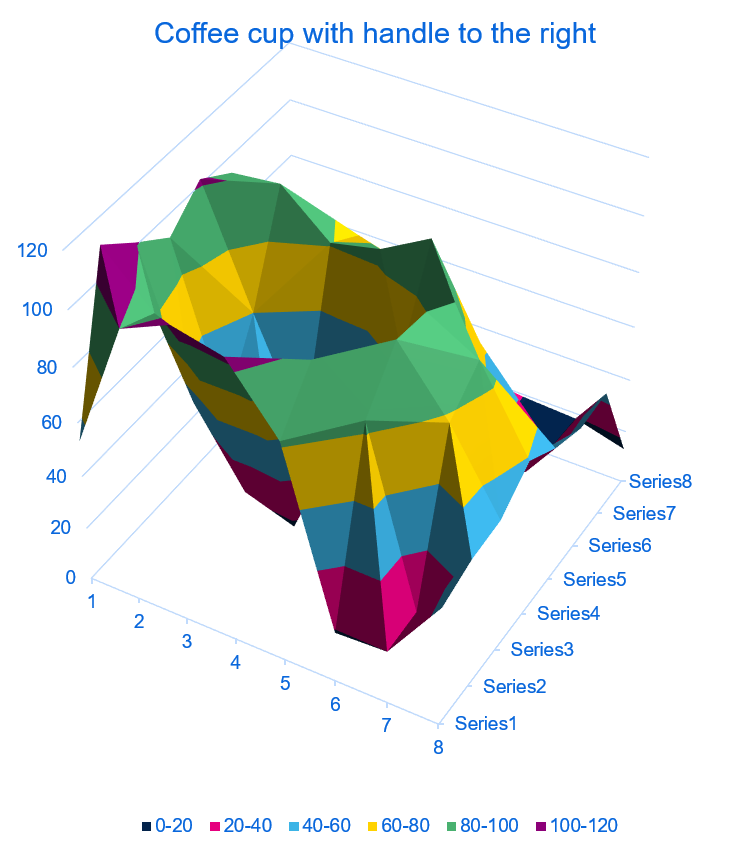 Coffee cup with handle to the right
120
100
80
60
40
20
0
1
2
3
4
5
6
7
8
Series8
Series7
Series6
Series5
Series4
Series3
Series2
Series1
0-20 20-40 40-60 60-80 80-100 100-120